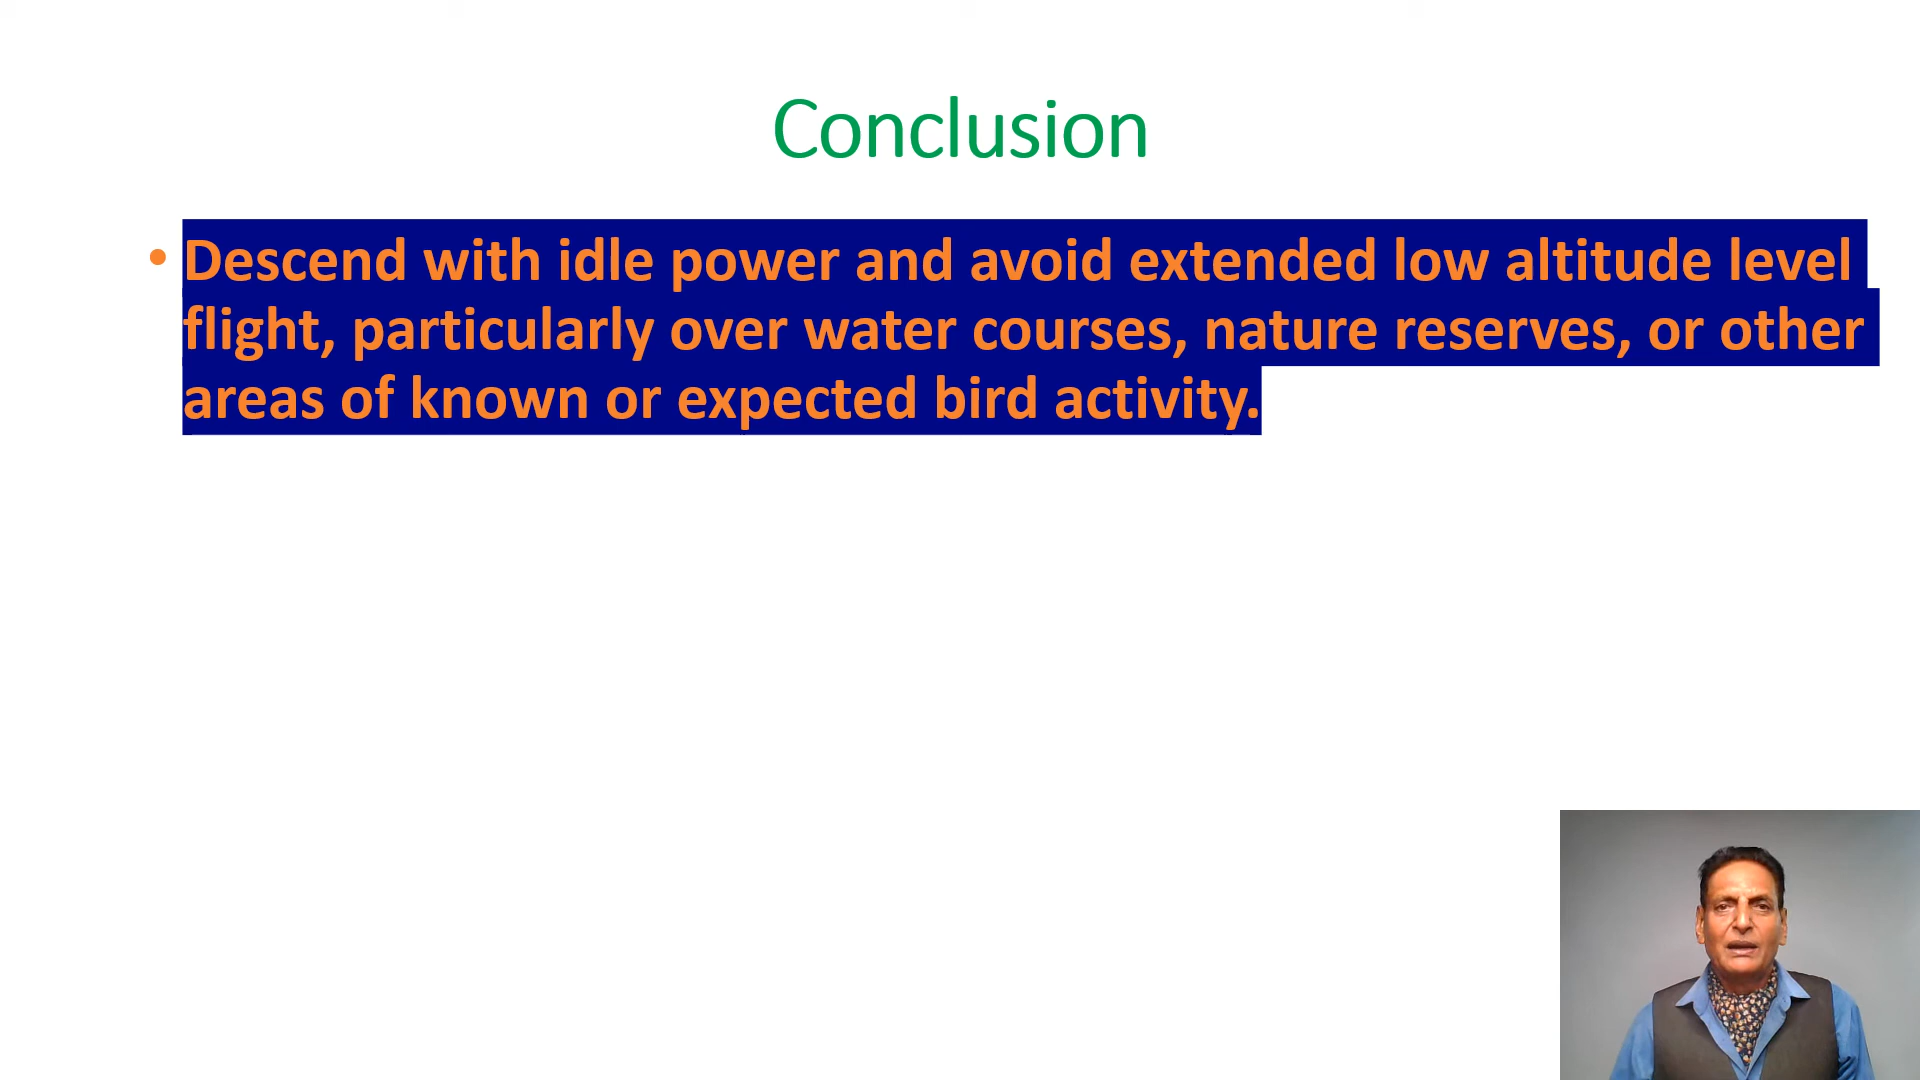 Conclusion
• Descend with idle power and avoid extended low altitude level
flight, particularly over water courses, nature reserves, or other
areas of known or expected bird activity.